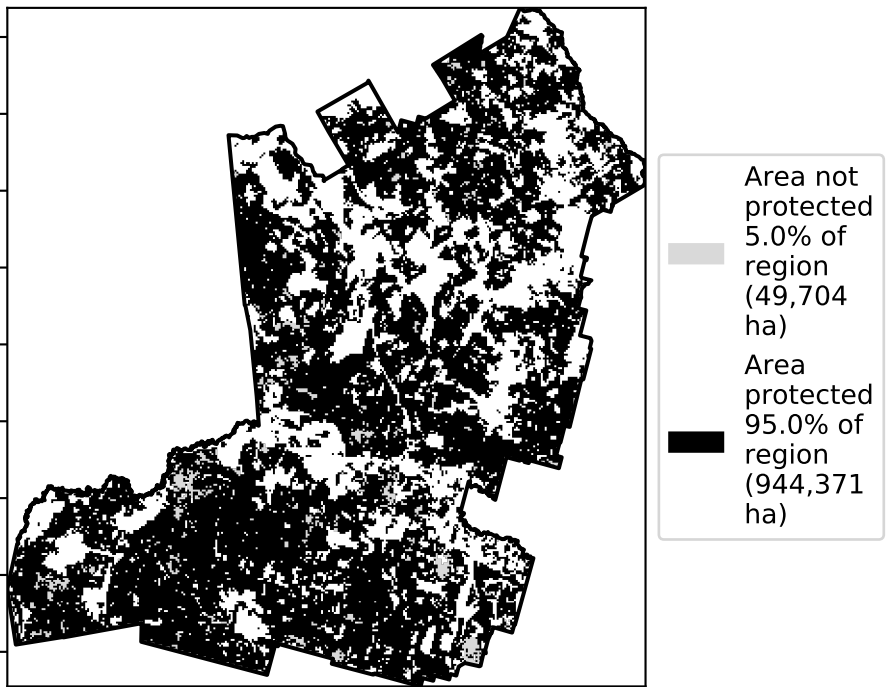 Area not
protected
5.0% of
region
(49,704
ha)
Area
protected
95.0% of
region
(944,371
ha)